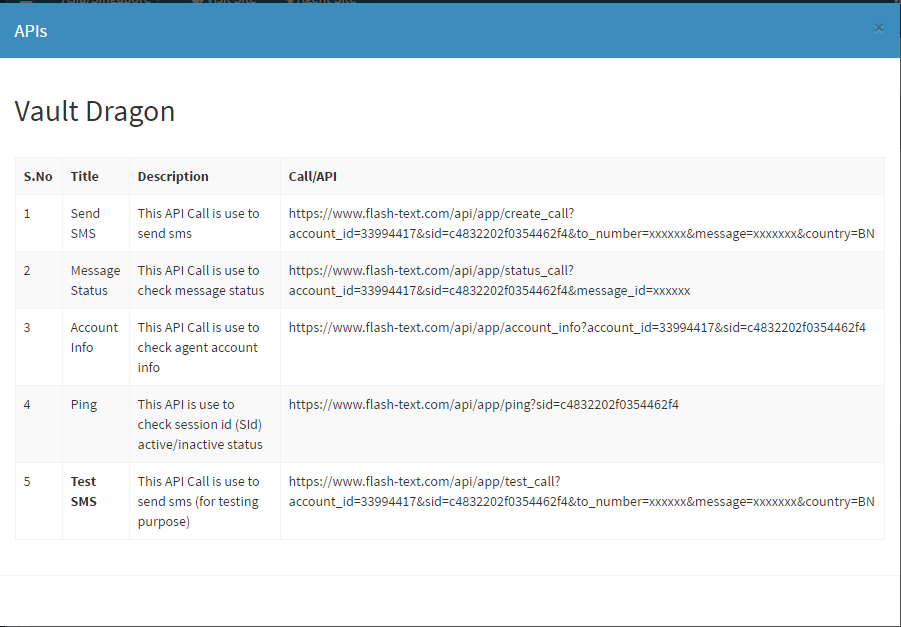 APIs
×
Vault Dragon
S.No Title Description Call/API
1 Send SMS This API Call is use to send sms https://www.flash-text.com/api/app/create_call?account_id=33994417&sid=c4832202f0354462f4&to_number=xxxxxx&message=xxxxxxx&country=BN
2 Message Status This API Call is use to check message status https://www.flash-text.com/api/app/status_call?account_id=33994417&sid=c4832202f0354462f4&message_id=xxxxxx
3 Account Info This API Call is use to check agent account info https://www.flash-text.com/api/app/account_info?account_id=33994417&sid=c4832202f0354462f4
4 Ping This API is use to check session id (SId) active/inactive status https://www.flash-text.com/api/app/ping?sid=c4832202f0354462f4
5 Test SMS This API Call is use to send sms (for testing purpose) https://www.flash-text.com/api/app/test_call?account_id=33994417&sid=c4832202f0354462f4&to_number=xxxxxx&message=xxxxxxx&country=BN